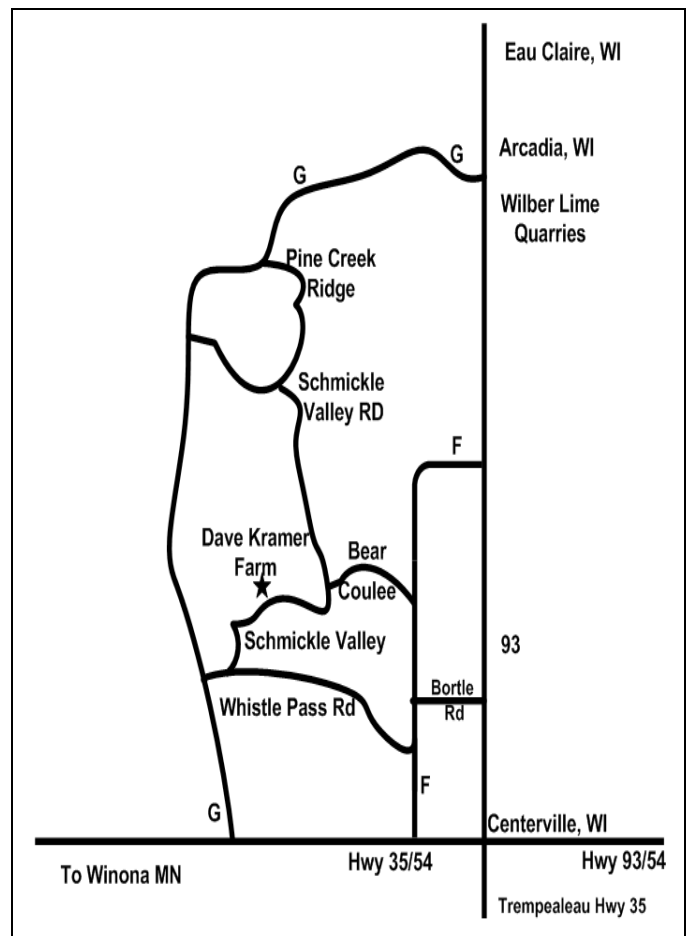 Eau Claire, WI
G
G
Arcadia, WI
Wilber Lime
Quarries
Pine Creek
Ridge
Schmickle
Valley RD
F
Dave Kramer
Farm
Bear
Coulee
Schmickle Valley
93
Bortle
Rd
Whistle Pass Rd
F
G
Centerville, WI
Hwy 35/54
Hwy 93/54
To Winona MN
Trempealeau Hwy 35